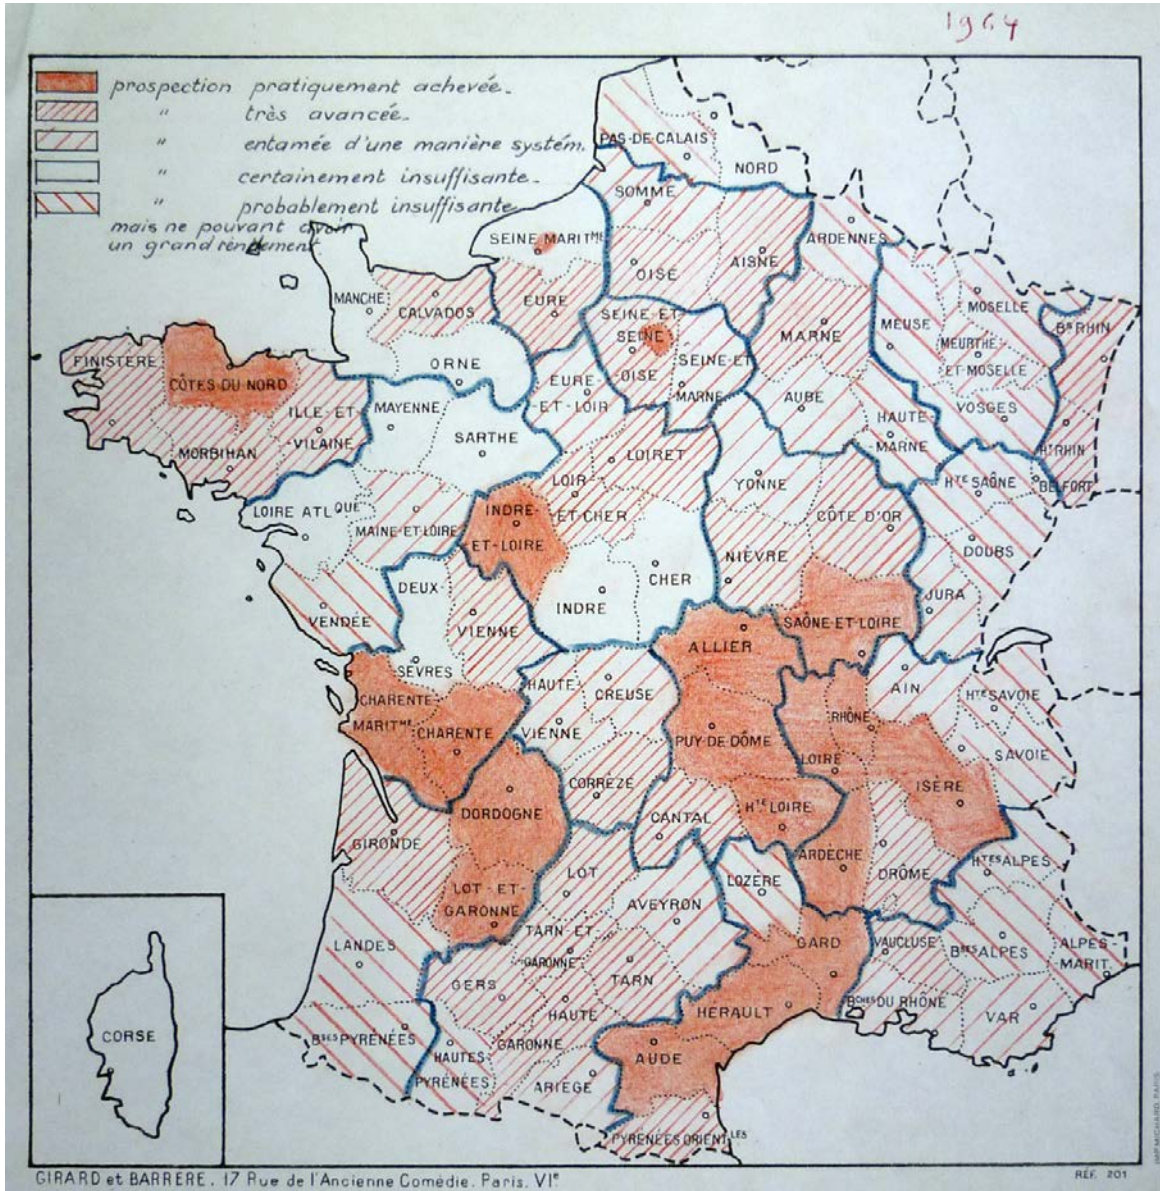 1964
prospection pratiquement achevée.
" très avancée.
" entamée d'une manière systém.
" certainement insuffisante.
" probablement insuffisante
mais ne pouvant avoir
un grand rendement
PAS-DE-CALAIS
NORD
SOMME
SEINE MARITME
OISE
AISNE
ARDENNES
MANCHE
CALVADOS
EURE
SEINE-ET-
SEINE
OISE
SEINE ET
MARNE
MARNE
MEUSE
MOSELLE
MEURTHE-
ET-MOSELLE
BS RHIN
FINISTERE
CÔTES DU NORD
ILLE-ET-
VILAINE
MORBIHAN
ORNE
MAYENNE
SARTHE
EURE-
ET-LOIR
AUBE
HAUTE
MARNE
VOSGES
HT RHIN
BELFORT
LOIRE ATLQUE
MAINE-ET-LOIRE
INDRE-
ET-LOIRE
LOIR-
ET-CHER
LOIRET
YONNE
CÔTE D'OR
HTE SAÔNE
DOUBS
JURA
NIÈVRE
CHER
INDRE
VENDÉE
DEUX-
SÈVRES
VIENNE
HAUTE
VIENNE
CREUSE
ALLIER
SAÔNE-ET-LOIRE
AIN
HTE SAVOIE
SAVOIE
CHARENTE-
MARITME
CHARENTE
CORRÈZE
PUY-DE-DÔME
LOIRE
RHÔNE
ISÈRE
DORDOGNE
GIRONDE
CANTAL
HTE LOIRE
ARDÈCHE
DRÔME
HTES ALPES
LOT-ET-
GARONNE
LOT
AVEYRON
LOZÈRE
GARD
VAUCLUSE
BSES ALPES
ALPES-
MARIT.
LANDES
TARN-ET-
GARONNE
TARN
GERS
HAUTE
GARONNE
HÉRAULT
BCHES DU RHÔNE
VAR
BSES PYRÉNÉES
HAUTES-
PYRÉNÉES
ARIEGE
AUDE
PYRÉNÉES ORIENTLES
CORSE
GIRARD et BARRÈRE. 17 Rue de l'Ancienne Comédie. Paris. VIe
RÉF. 201
IMP. MICHARD, PARIS